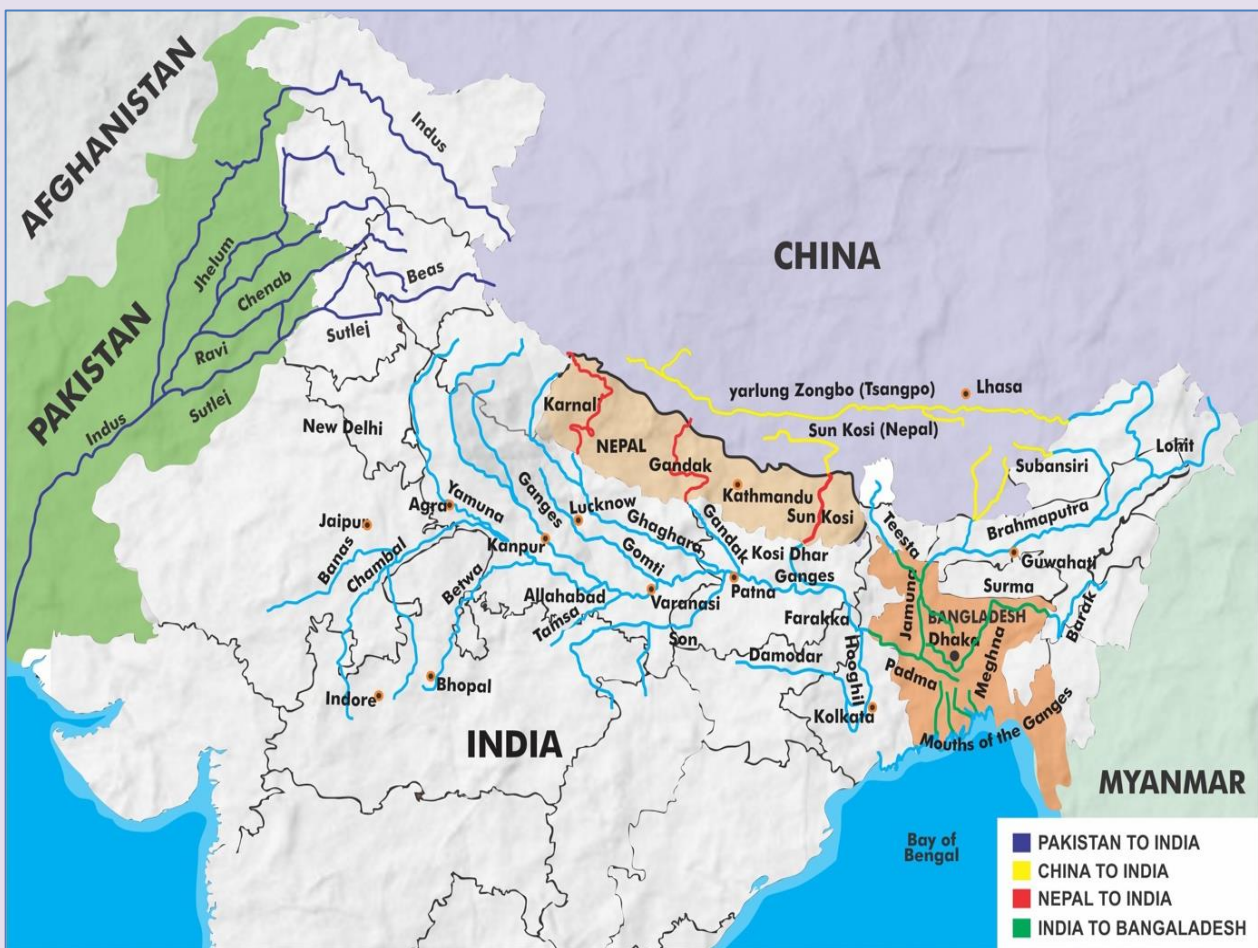 AFGHANISTAN
PAKISTAN
CHINA
Indus
Jhelum
Chenab
Beas
Ravi
Sutlej
Sutlej
Indus
New Delhi
Karnali
NEPAL
Gandak
Kathmandu
Sun Kosi
yarlung Zongbo (Tsangpo)
Lhasa
Sun Kosi (Nepal)
Subansiri
Lohit
Brahmaputra
Guwahati
Teesta
Surma
Barak
Jaipur
Agra
Yamuna
Ganges
Lucknow
Ghaghara
Gandak
Kosi Dhar
Ganges
Banas
Chambal
Kanpur
Gomti
Betwa
Allahabad
Varanasi
Patna
Tamsa
Son
Farakka
Damodar
Hooghil
Kolkata
Jamuna
BANGLADESH
Dhaka
Meghna
Padma
Mouths of the Ganges
Indore
Bhopal
INDIA
MYANMAR
Bay of
Bengal
PAKISTAN TO INDIA
CHINA TO INDIA
NEPAL TO INDIA
INDIA TO BANGALADESH